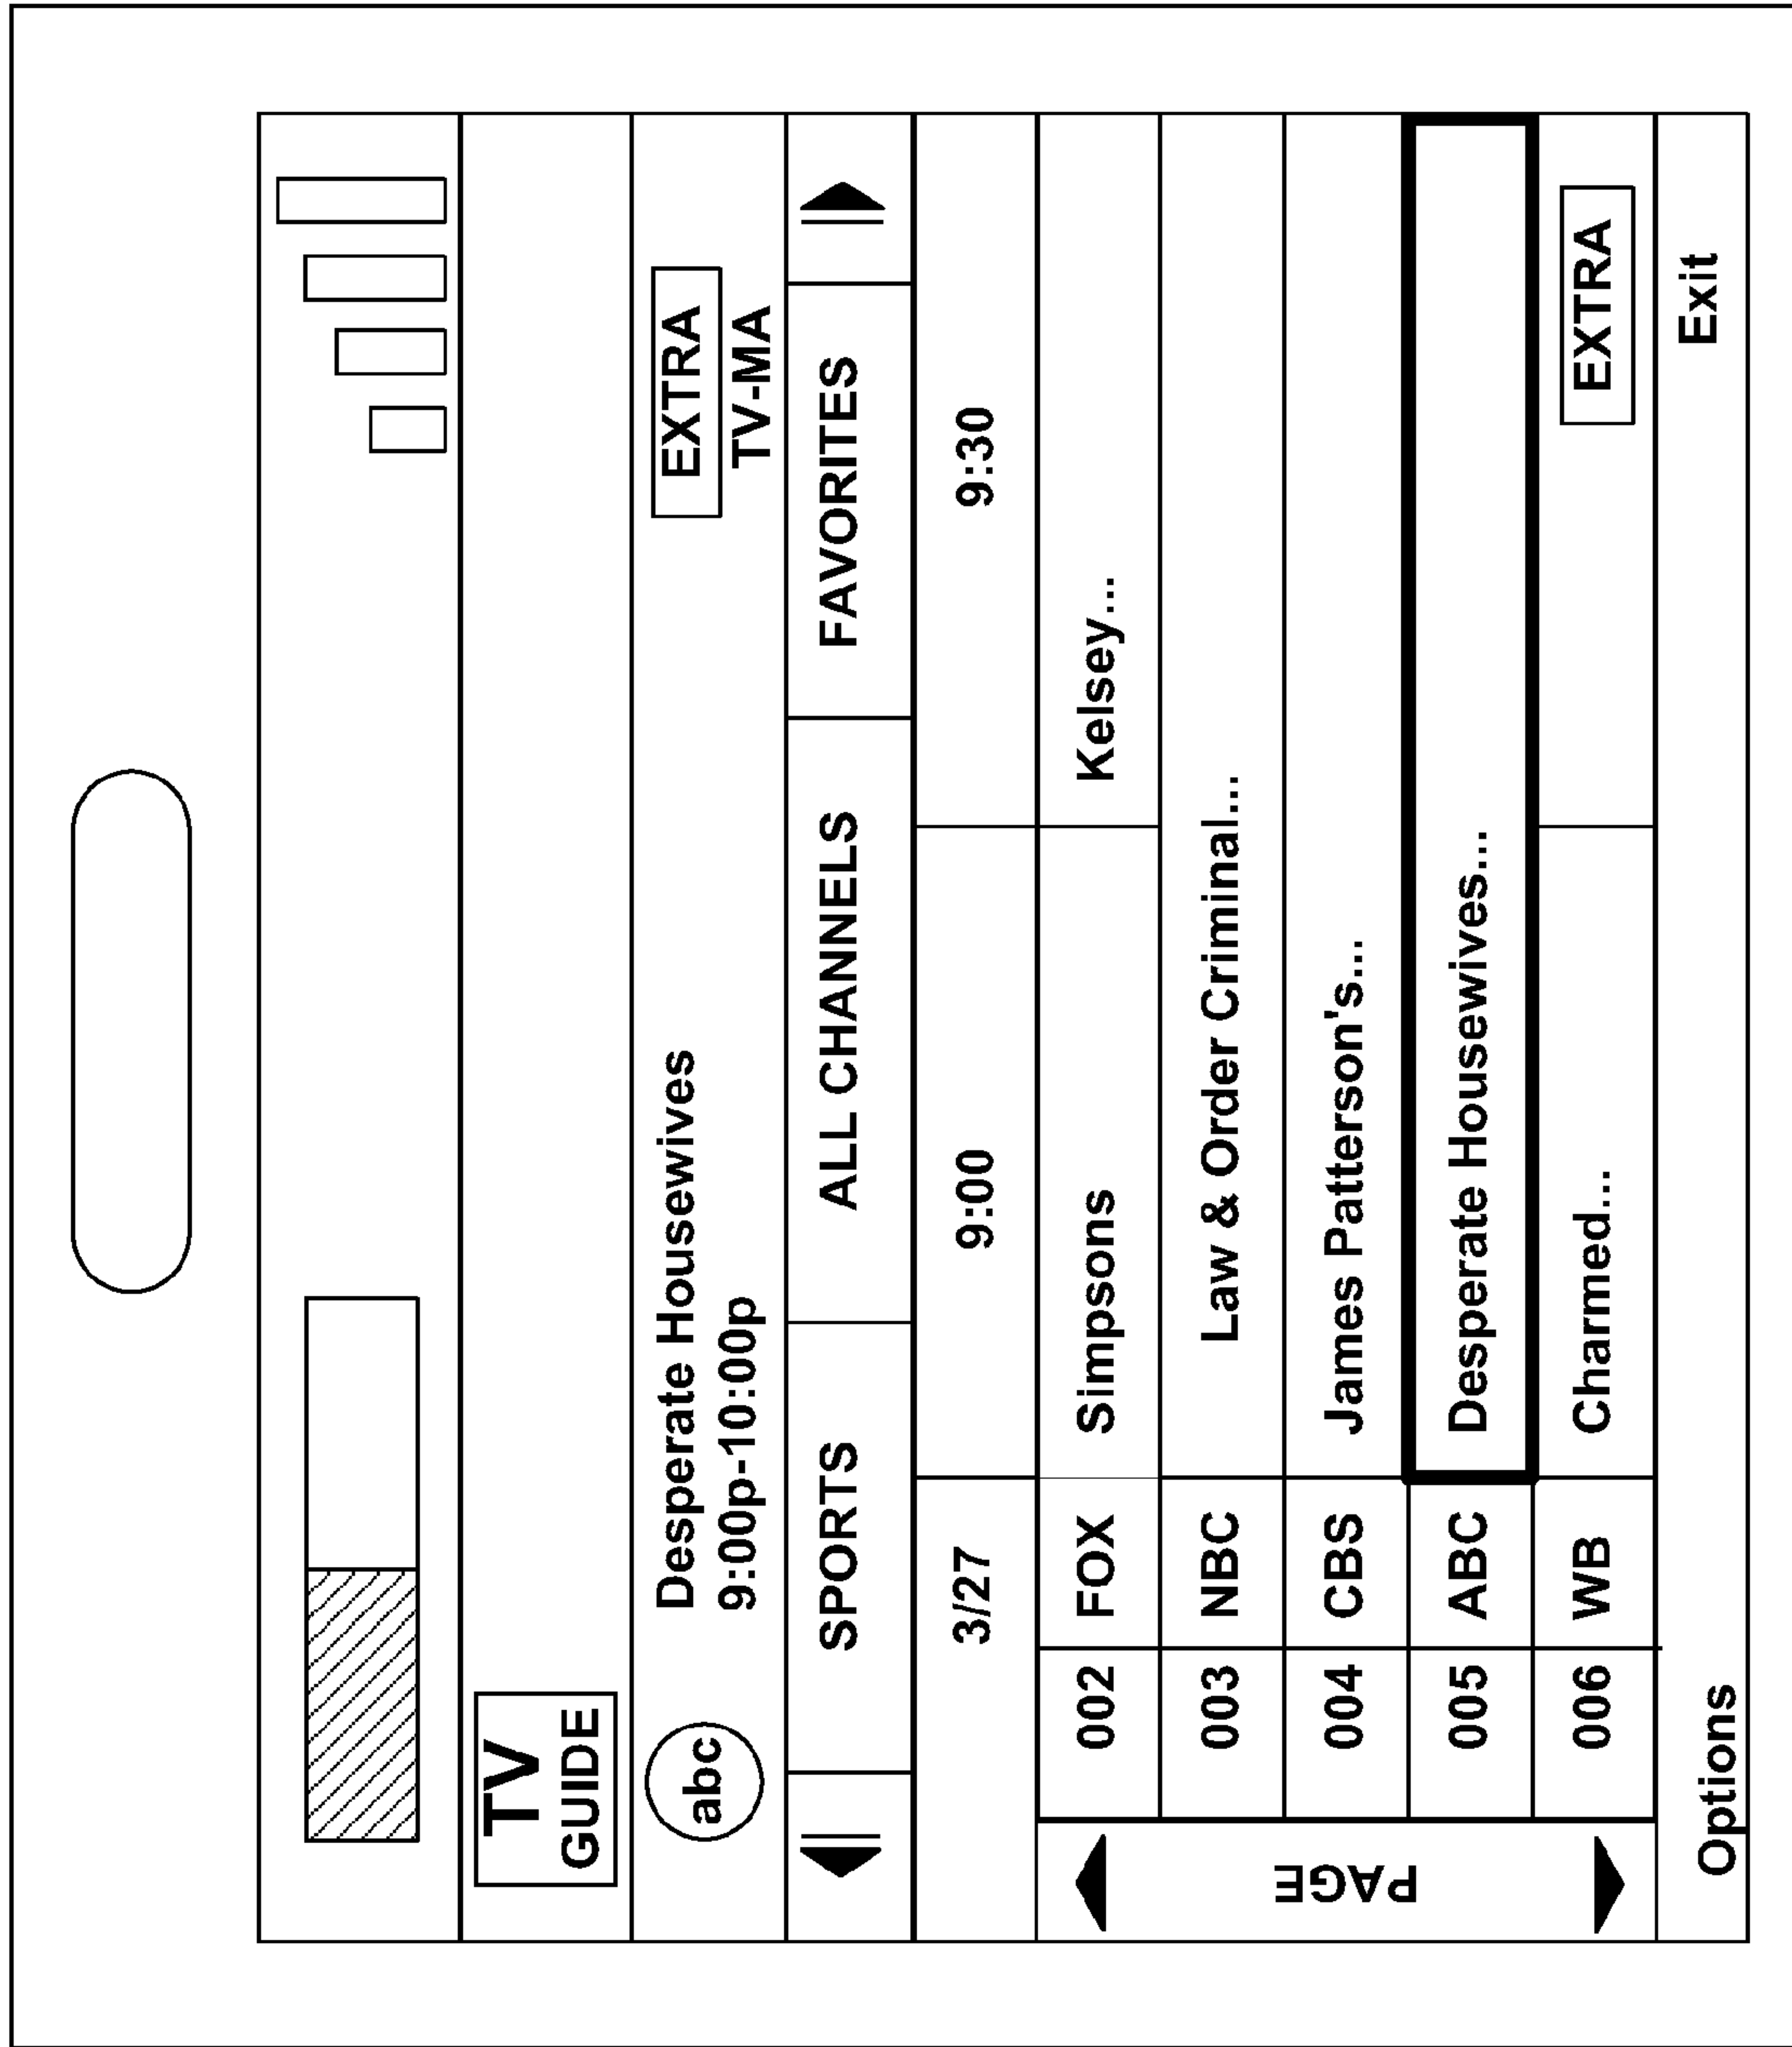 TV
GUIDE
abc
Desperate Housewives
EXTRA
9:00p-10:00p
TV-MA
SPORTS
ALL CHANNELS
FAVORITES
3/27
9:00
9:30
PAGE
002 FOX Simpsons Kelsey...
003 NBC Law & Order Criminal...
004 CBS James Patterson's...
005 ABC Desperate Housewives...
006 WB Charmed... EXTRA
Options
Exit